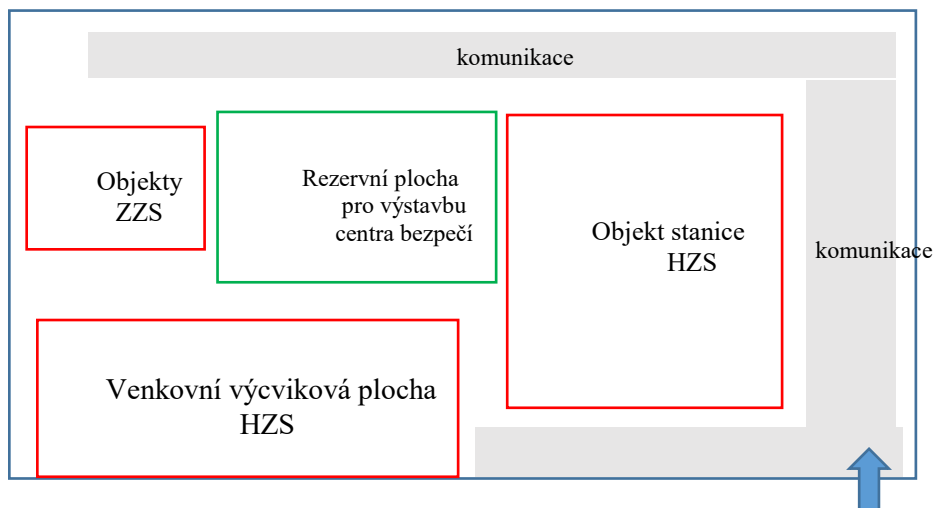 komunikace
Objekty
ZZS
Rezervní plocha
pro výstavbu
centra bezpečí
Objekt stanice
HZS
komunikace
Venkovní výcviková plocha
HZS